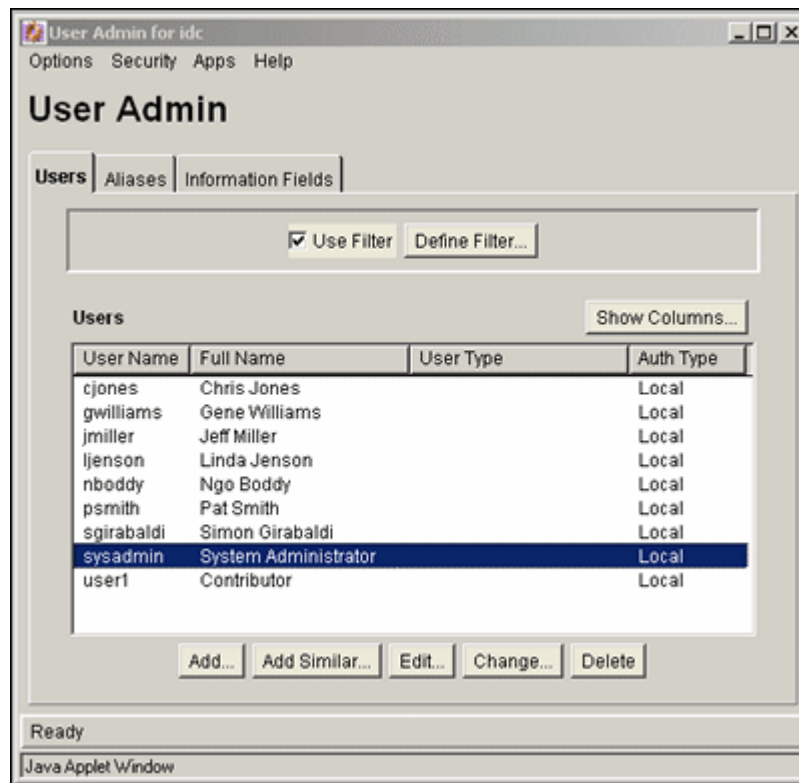 User Admin for idc
Options Security Apps Help
User Admin
Users Aliases Information Fields
Use Filter Define Filter...
Users Show Columns...
User Name Full Name User Type Auth Type
cjones Chris Jones Local
gwilliams Gene Williams Local
jmiller Jeff Miller Local
ljenson Linda Jenson Local
nboddy Ngo Boddy Local
psmith Pat Smith Local
sgirabaldi Simon Girabaldi Local
sysadmin System Administrator Local
user1 Contributor Local
Add... Add Similar... Edit... Change... Delete
Ready
Java Applet Window